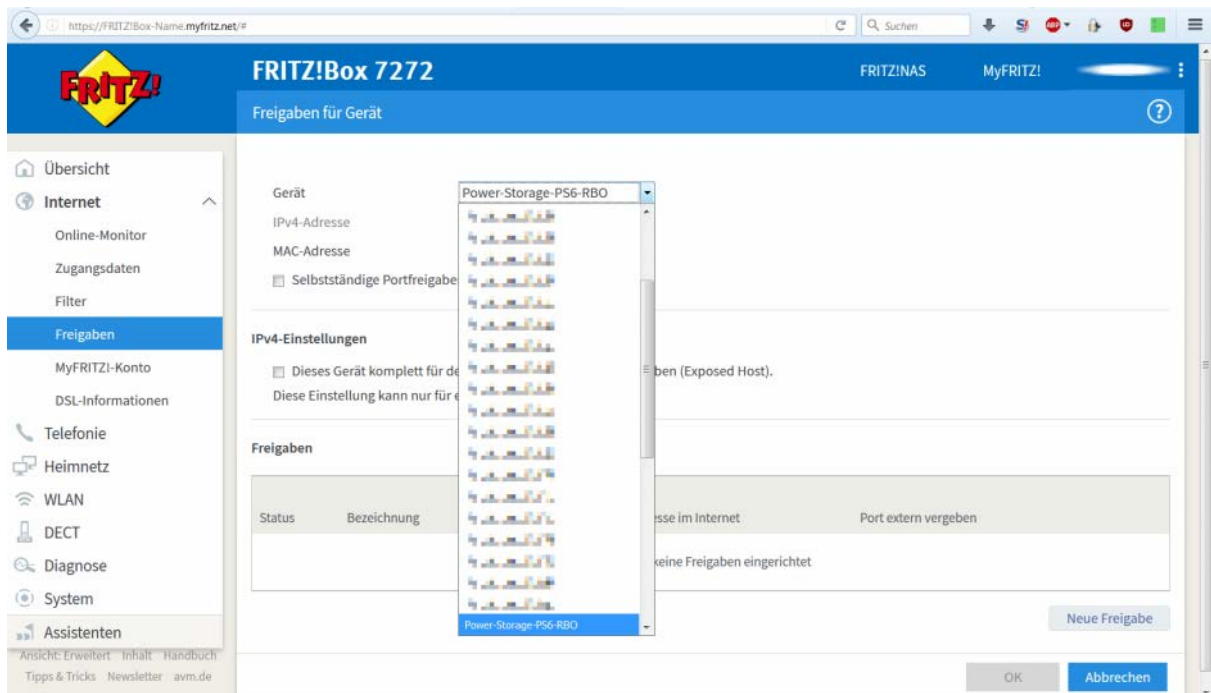 https://FRITZ!Box-Name.myfritz.net/#
Suchen
FRITZ!
FRITZ!Box 7272
FRITZ!NAS
MyFRITZ!
Freigaben für Gerät
Übersicht
Internet
Online-Monitor
Zugangsdaten
Filter
Freigaben
MyFRITZ!-Konto
DSL-Informationen
Telefonie
Heimnetz
WLAN
DECT
Diagnose
System
Assistenten
Ansicht: Erweitert Inhalt Handbuch
Tipps & Tricks Newsletter avm.de
Gerät Power-Storage-PS6-RBO
IPv4-Adresse
MAC-Adresse
Selbstständige Portfreigabe
IPv4-Einstellungen
Dieses Gerät komplett für de ben (Exposed Host).
Diese Einstellung kann nur für e
Freigaben
Status Bezeichnung esse im Internet Port extern vergeben
keine Freigaben eingerichtet
Power-Storage-PS6-RBO
Neue Freigabe
OK Abbrechen